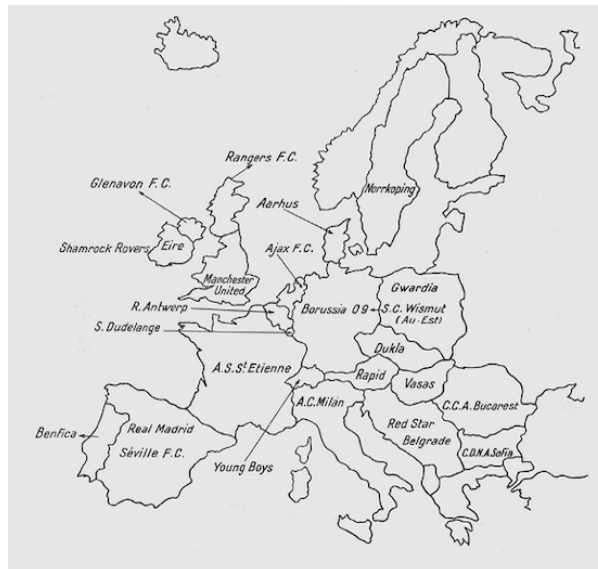 Rangers F.C.
Glenavon F.C.
Norrkoping
Aarhus
Shamrock Rovers
Eire
Ajax F.C.
Manchester
United
Gwardia
R. Antwerp
Borussia 09
S.C. Wismut
(Au-Est)
S. Dudelange
Dukla
A.S.St Etienne
Rapid
Vasas
A.C. Milan
C.C.A. Bucarest
Real Madrid
Red Star
Belgrade
Benfica
Séville F.C.
C.D.N.A. Sofia
Young Boys